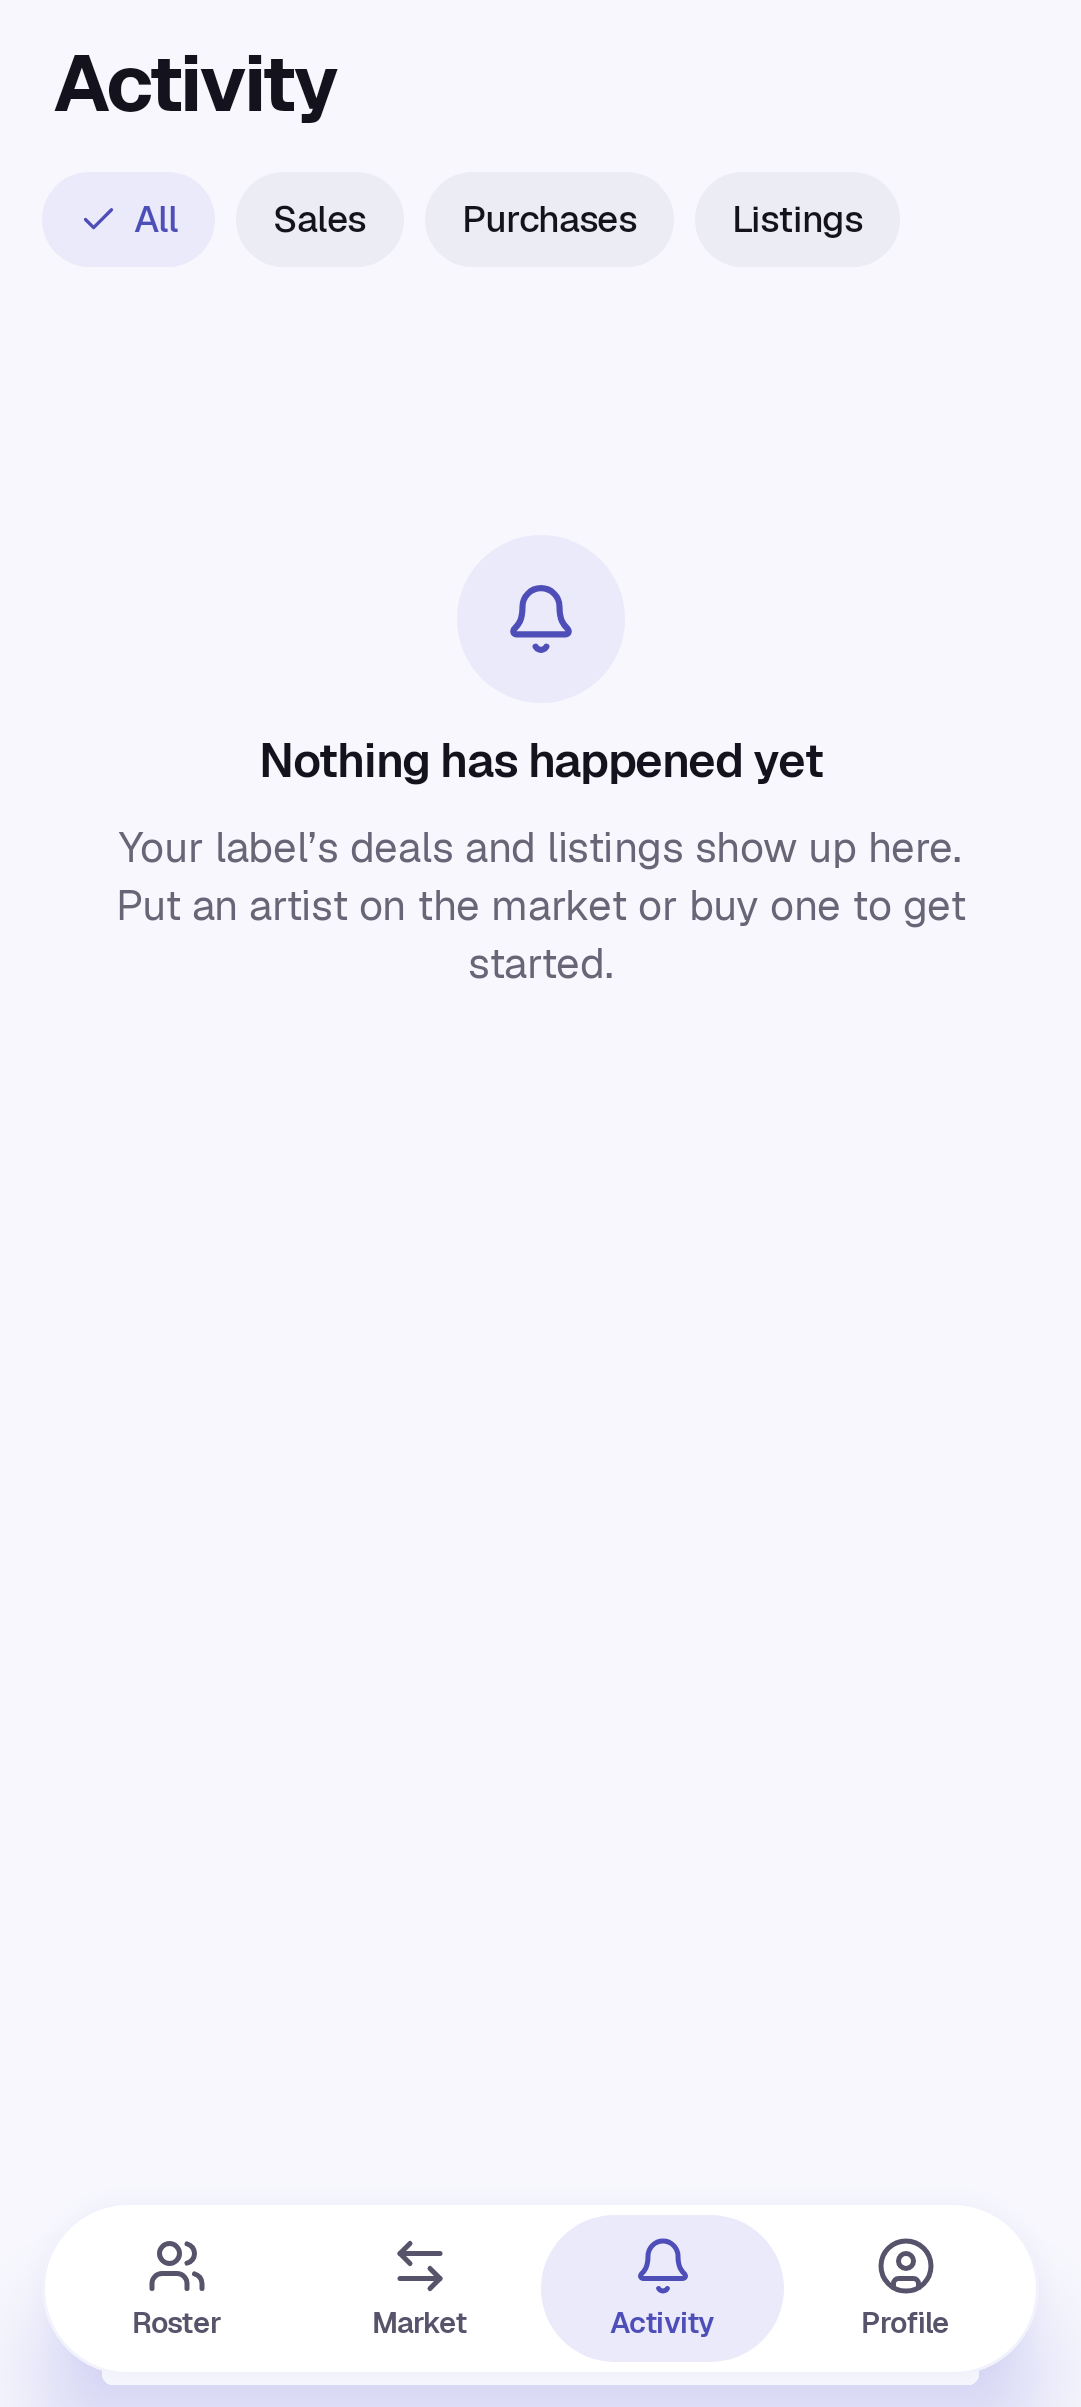 Activity
All
Sales
Purchases
Listings
Nothing has happened yet
Your label’s deals and listings show up here.
Put an artist on the market or buy one to get
started.
Roster
Market
Activity
Profile